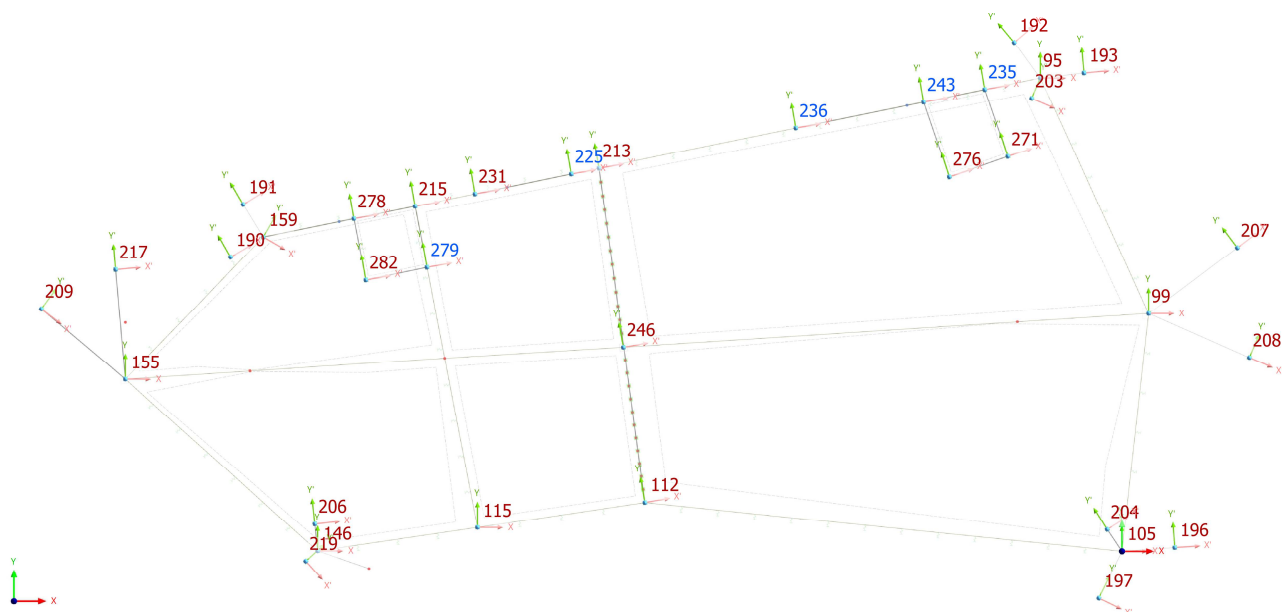 192
Y'
Y
95
193
Y'
X'
X'
Y'
235
X'
203
X'
Y'
243
X'
Y'
236
X'
Y'
271
X'
Y'
276
X'
Y'
213
X'
Y'
225
X'
Y'
231
X'
Y'
215
X'
Y'
278
X'
Y'
191
Y'
159
X'
Y'
190
Y'
279
X'
Y'
282
X'
Y'
217
X'
Y'
209
X'
Y'
207
Y
99
X
208
X'
Y'
246
X'
Y
155
X
112
X'
Y
115
X
Y'
206
X'
146
X
219
X'
Y'
204
105
X
Y'
196
X'
Y'
197
X'
Y
X